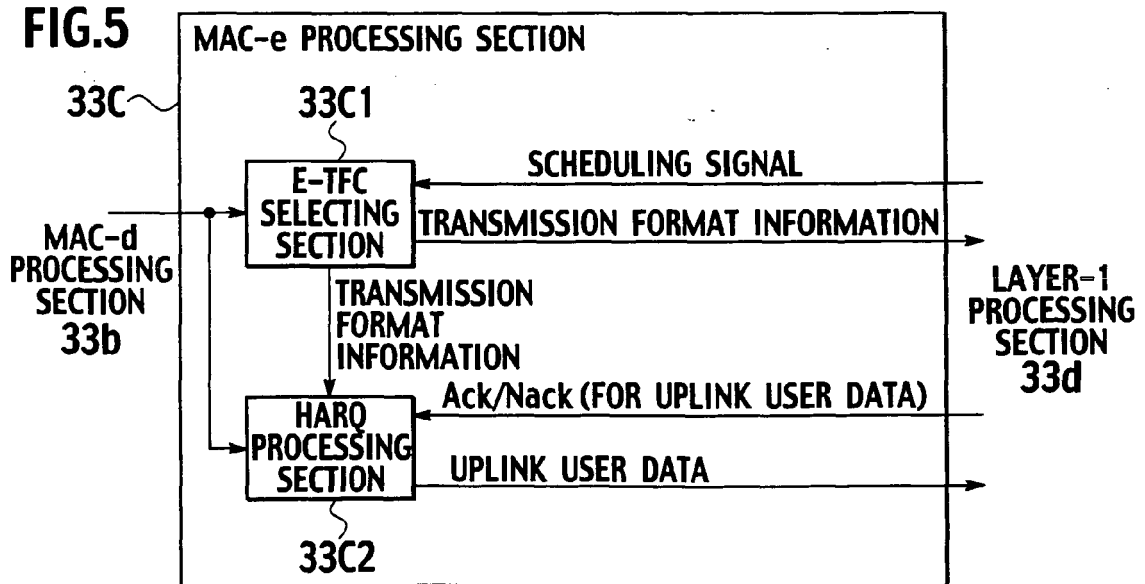 FIG.5
MAC-e PROCESSING SECTION
33C
33C1
E-TFC
SELECTING
SECTION
SCHEDULING SIGNAL
TRANSMISSION FORMAT INFORMATION
MAC-d
PROCESSING
SECTION
33b
TRANSMISSION
FORMAT
INFORMATION
LAYER-1
PROCESSING
SECTION
33d
HARQ
PROCESSING
SECTION
Ack/Nack (FOR UPLINK USER DATA)
UPLINK USER DATA
33C2